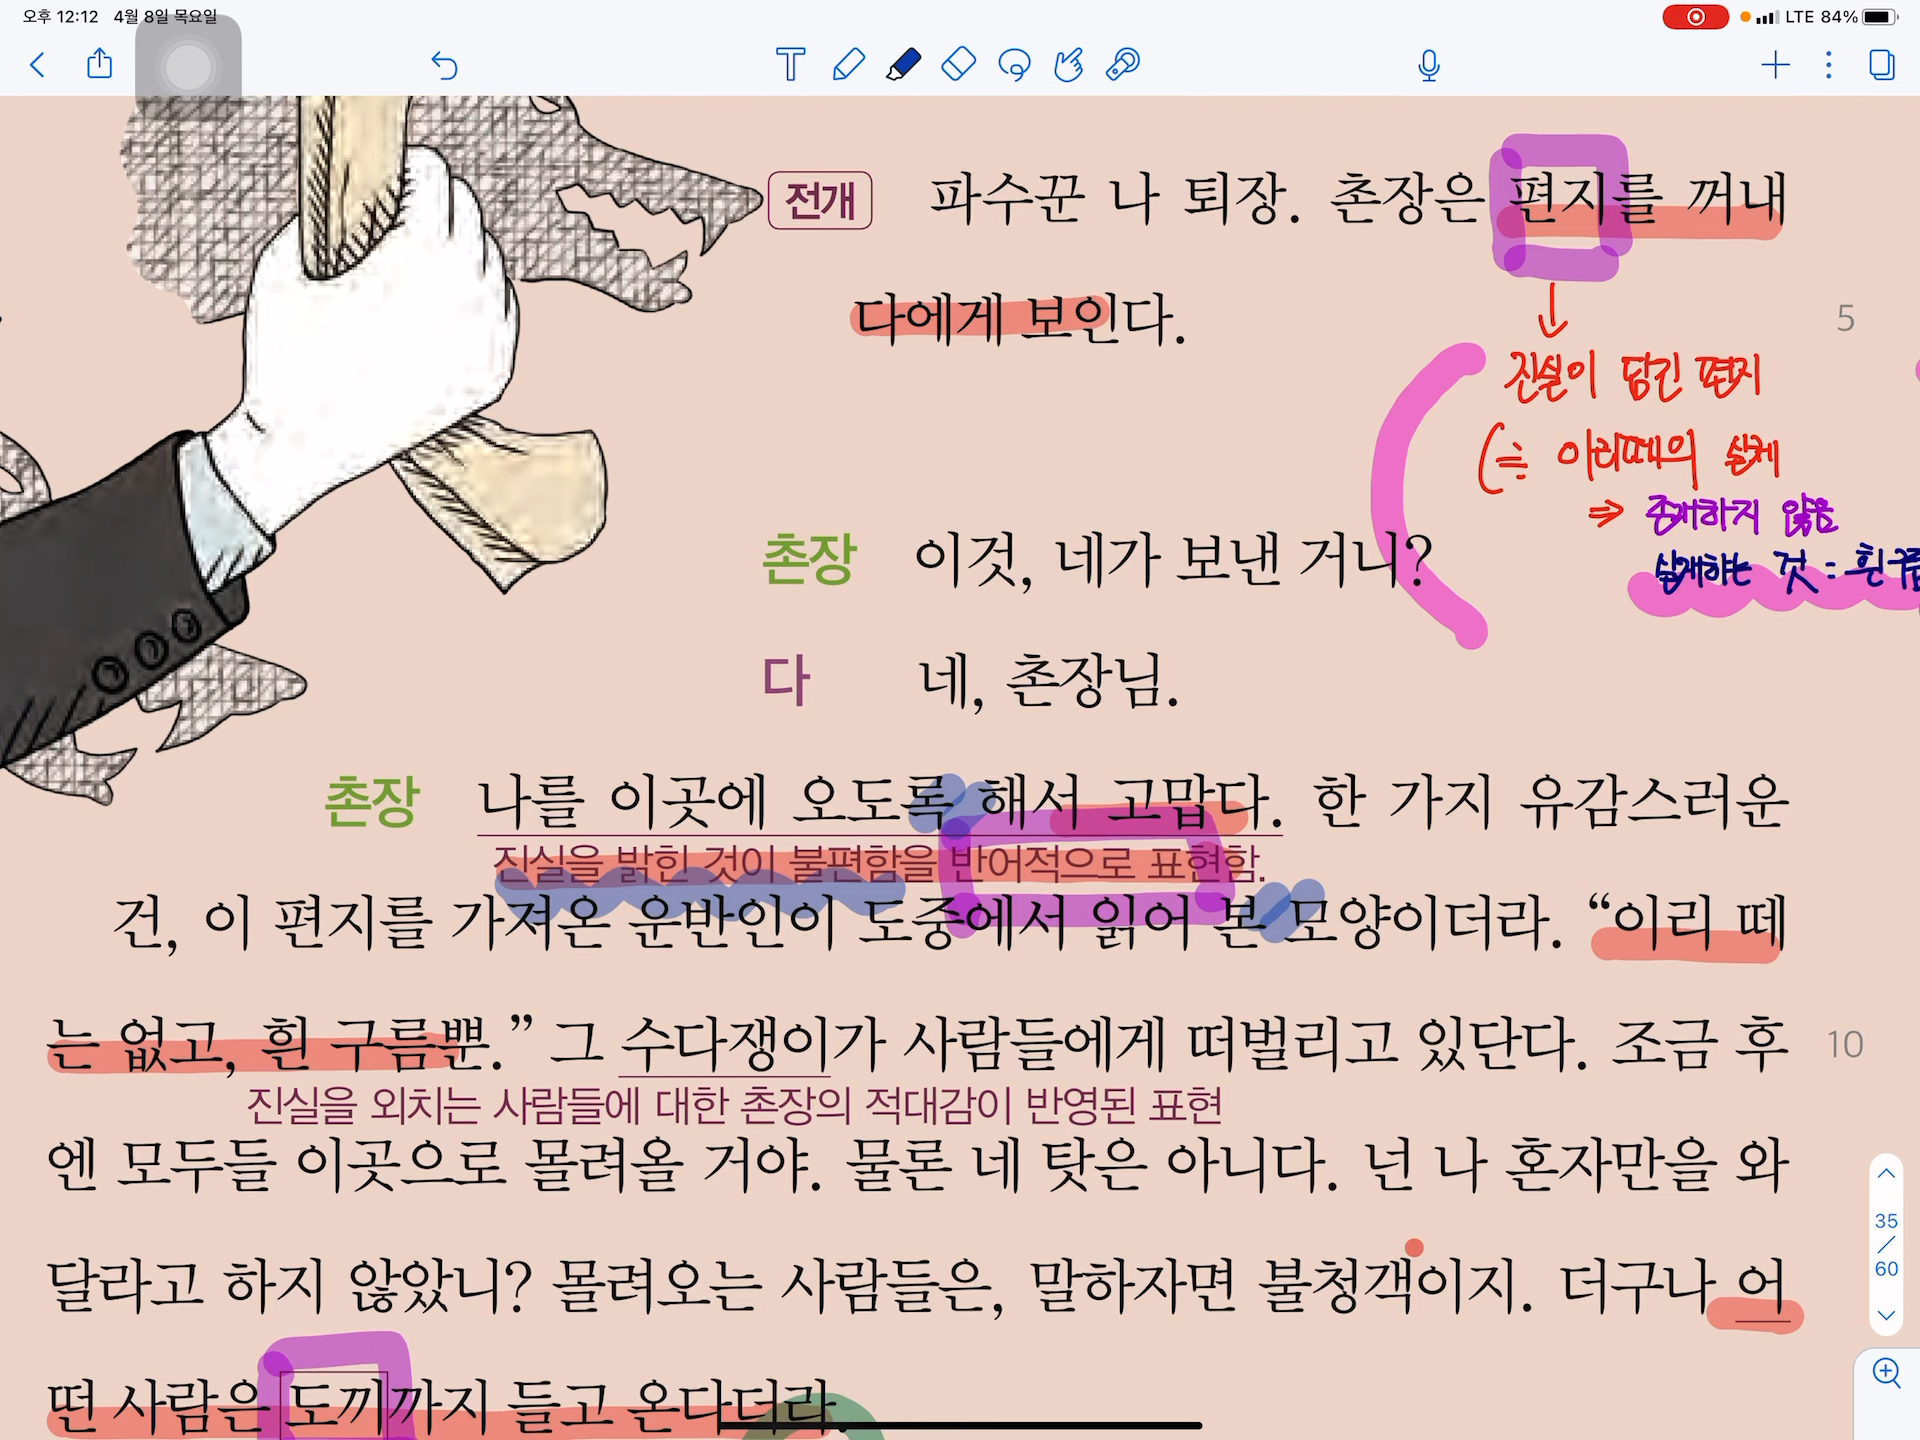 오후 12:12 4월 8일 목요일
LTE 84%
전개 파수꾼 나 퇴장. 촌장은 편지를 꺼내
다에게 보인다.
5
진실이 담긴 편지
(≒ 이리떼의 실체
⇒ 존재하지 않음
실재하는 것 = 흰구름
촌장 이것, 네가 보낸 거니?
다 네, 촌장님.
촌장 나를 이곳에 오도록 해서 고맙다. 한 가지 유감스러운
진실을 밝힌 것이 불편함을 반어적으로 표현함.
건, 이 편지를 가져온 운반인이 도중에서 읽어 본 모양이더라. “이리 떼
는 없고, 흰 구름뿐.” 그 수다쟁이가 사람들에게 떠벌리고 있단다. 조금 후
10
진실을 외치는 사람들에 대한 촌장의 적대감이 반영된 표현
엔 모두들 이곳으로 몰려올 거야. 물론 네 탓은 아니다. 넌 나 혼자만을 와
달라고 하지 않았니? 몰려오는 사람들은, 말하자면 불청객이지. 더구나 어
떤 사람은 도끼까지 들고 온다더라.
35
/
60